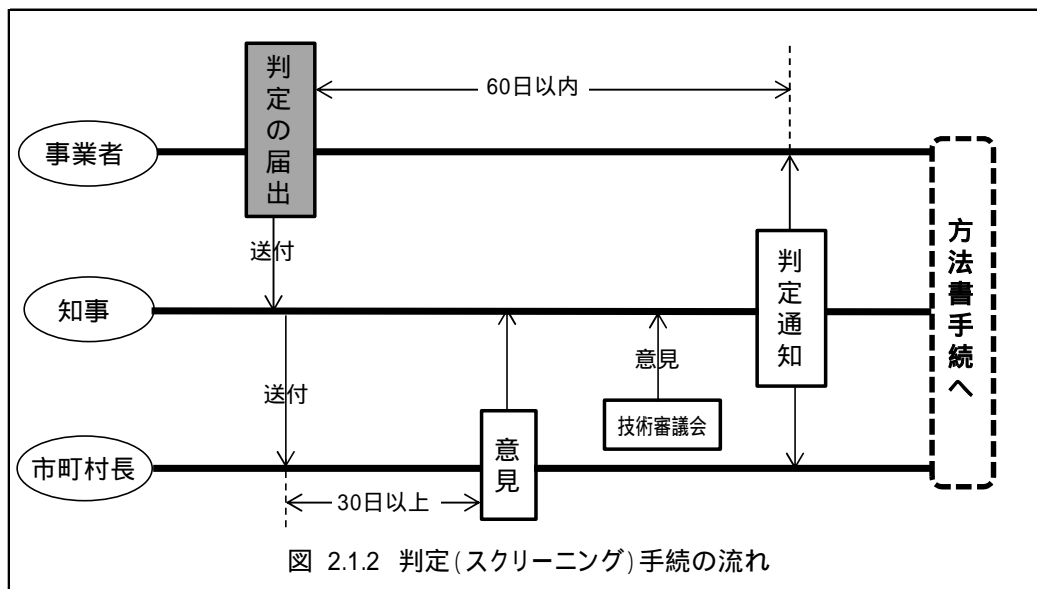 判定の届出
60日以内
事業者
送付
知事
判定通知
方法書手続へ
意見
送付
技術審議会
市町村長
意見
30日以上
図 2.1.2 判定(スクリーニング)手続の流れ